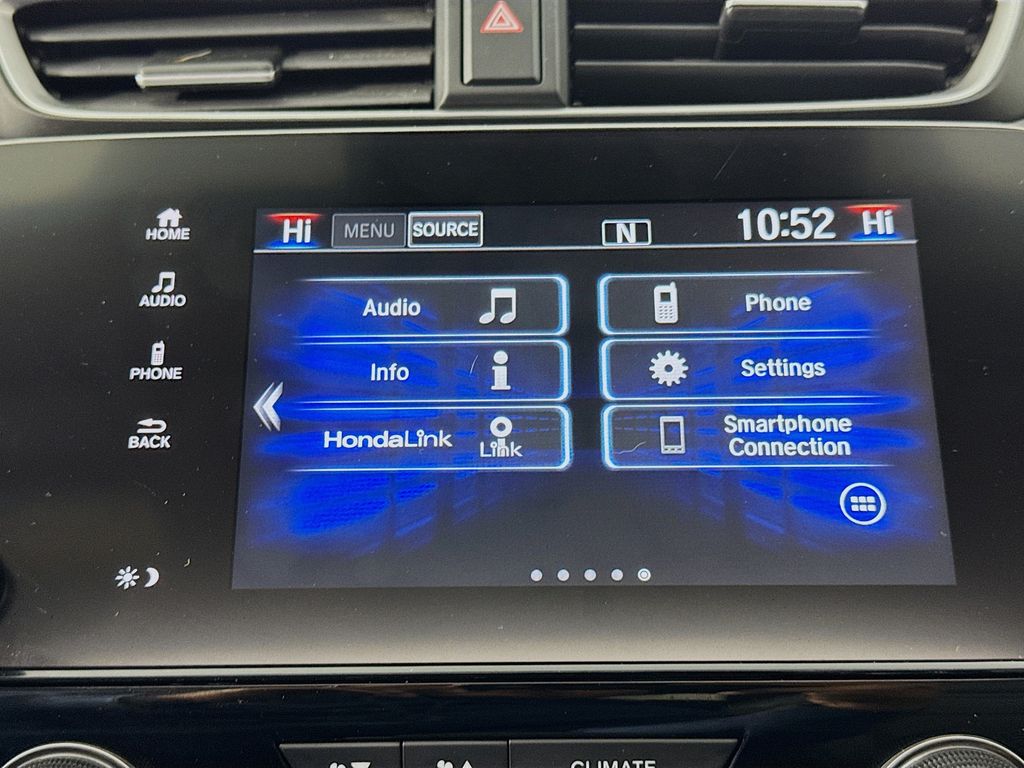 HOME
AUDIO
PHONE
BACK
Hi MENU SOURCE N 10:52 Hi
Audio
Phone
Info
Settings
HondaLink Link
Smartphone
Connection
CLIMATE